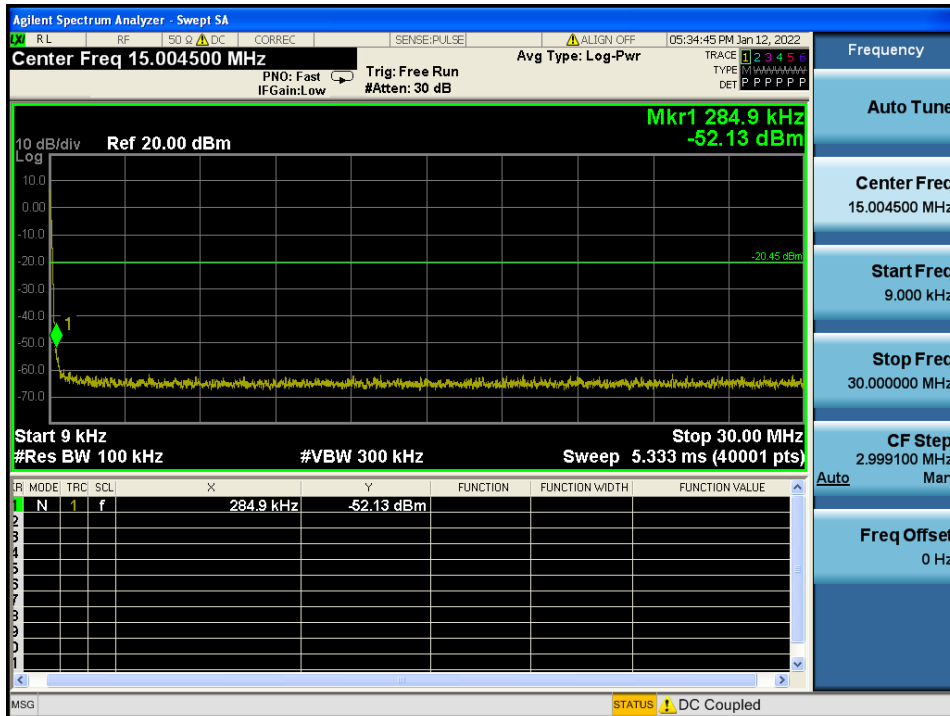 Agilent Spectrum Analyzer - Swept SA
LXI RL RF 50 Ω DC CORREC SENSE:PULSE ALIGN OFF 05:34:45 PM Jan 12, 2022
Center Freq 15.004500 MHz
PNO: Fast
IFGain:Low
Trig: Free Run
#Atten: 30 dB
Avg Type: Log-Pwr
TRACE 1 2 3 4 5 6
TYPE M
DET P P P P P P
Mkr1 284.9 kHz
-52.13 dBm
10 dB/div Ref 20.00 dBm
Log
10.0
0.00
-10.0
-20.0
-20.45 dBm
-30.0
-40.0
1
-50.0
-60.0
-70.0
Start 9 kHz Stop 30.00 MHz
#Res BW 100 kHz #VBW 300 kHz Sweep 5.333 ms (40001 pts)
MODE TRC SCL X Y FUNCTION FUNCTION WIDTH FUNCTION VALUE
1 N 1 f 284.9 kHz -52.13 dBm
2
3
4
5
6
7
8
9
0
1
MSG STATUS DC Coupled
Frequency
Auto Tune
Center Freq
15.004500 MHz
Start Freq
9.000 kHz
Stop Freq
30.000000 MHz
CF Step
2.999100 MHz
Auto Man
Freq Offset
0 Hz